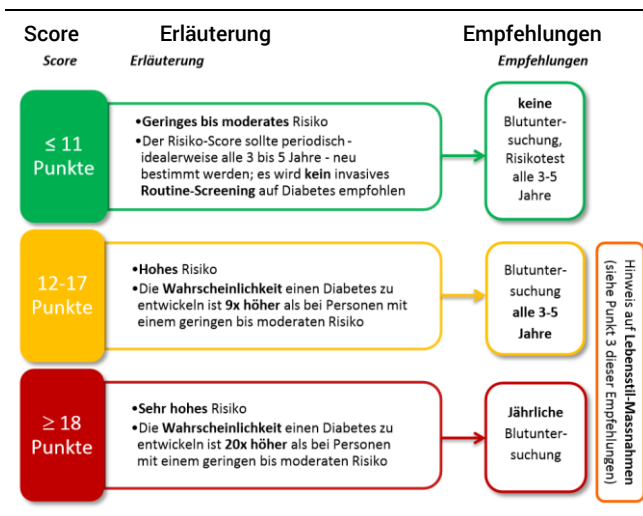 Score Erläuterung Empfehlungen
Score Erläuterung Empfehlungen
≤ 11
Punkte
•Geringes bis moderates Risiko
•Der Risiko-Score sollte periodisch -
idealerweise alle 3 bis 5 Jahre - neu
bestimmt werden; es wird kein invasives
Routine-Screening auf Diabetes empfohlen
keine
Blutunter-
suchung,
Risikotest
alle 3-5
Jahre
12-17
Punkte
•Hohes Risiko
•Die Wahrscheinlichkeit einen Diabetes zu
entwickeln ist 9x höher als bei Personen mit
einem geringen bis moderaten Risiko
Blutunter-
suchung
alle 3-5
Jahre
≥ 18
Punkte
•Sehr hohes Risiko
•Die Wahrscheinlichkeit einen Diabetes zu
entwickeln ist 20x höher als bei Personen
mit einem geringen bis moderaten Risiko
Jährliche
Blutunter-
suchung
Hinweis auf Lebensstil-Massnahmen
(siehe Punkt 3 dieser Empfehlungen)